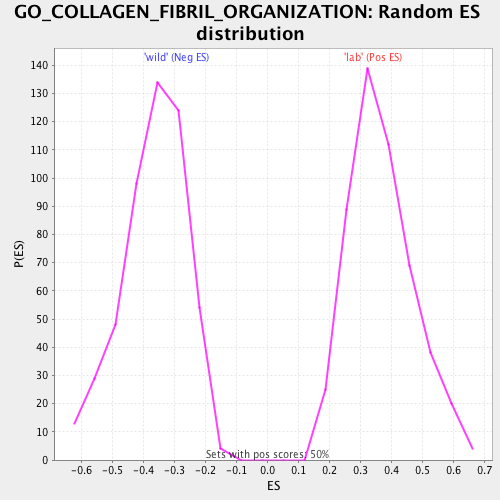 GO_COLLAGEN_FIBRIL_ORGANIZATION: Random ES
distribution
'wild' (Neg ES)
'lab' (Pos ES)
140
130
120
110
100
90
80
70
60
50
40
30
20
10
0
P(ES)
Sets with pos scores: 50%
-0.6 -0.5 -0.4 -0.3 -0.2 -0.1 0.0 0.1 0.2 0.3 0.4 0.5 0.6 0.7
ES